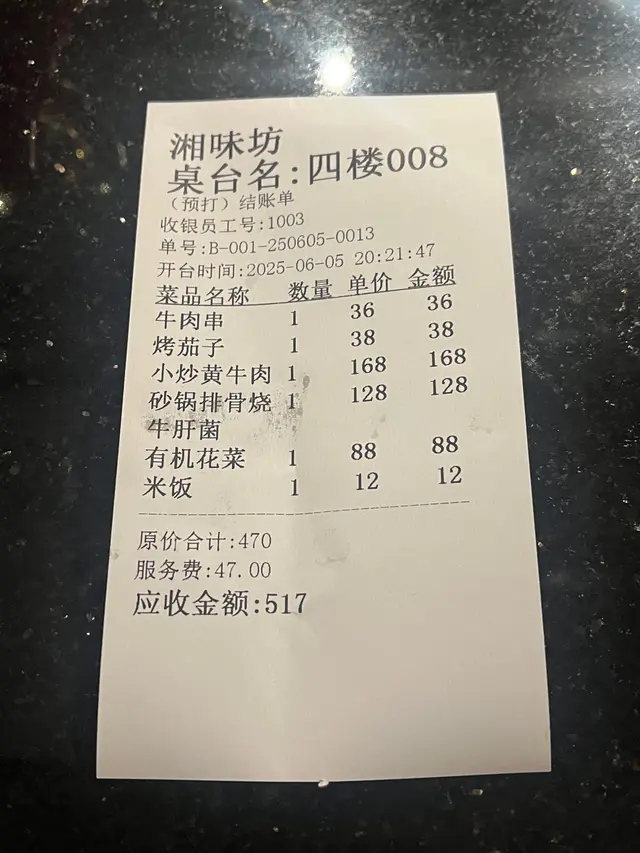 湘味坊
桌台名:四楼008
(预打)结账单
收银员工号:1003
单号:B-001-250605-0013
开台时间:2025-06-05 20:21:47
菜品名称 数量 单价 金额
牛肉串 1 36 36
烤茄子 1 38 38
小炒黄牛肉 1 168 168
砂锅排骨烧 1 128 128
牛肝菌
有机花菜 1 88 88
米饭 1 12 12
原价合计:470
服务费:47.00
应收金额:517